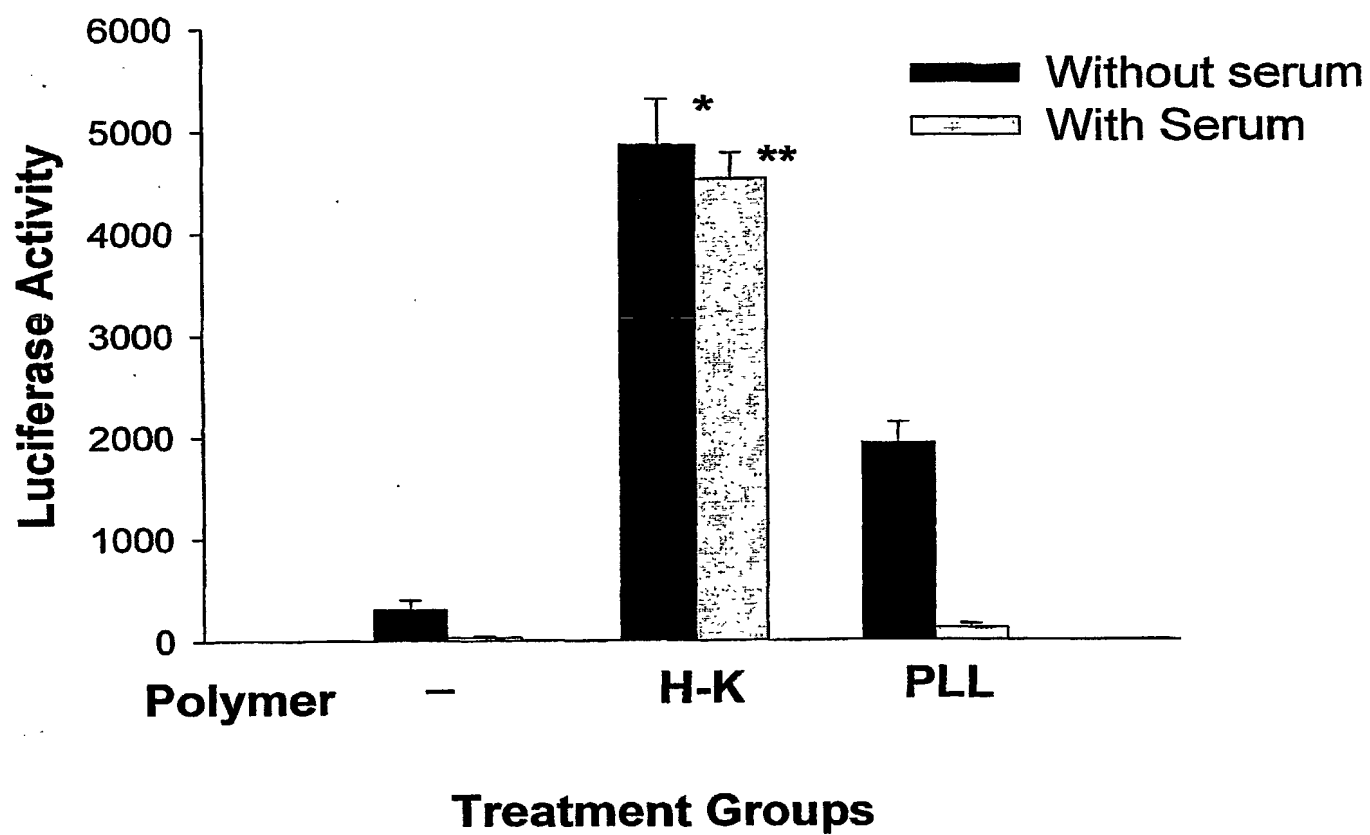 6000
5000
4000
3000
2000
1000
0
Luciferase Activity
Without serum
With Serum
*
**
Polymer – H-K PLL
Treatment Groups